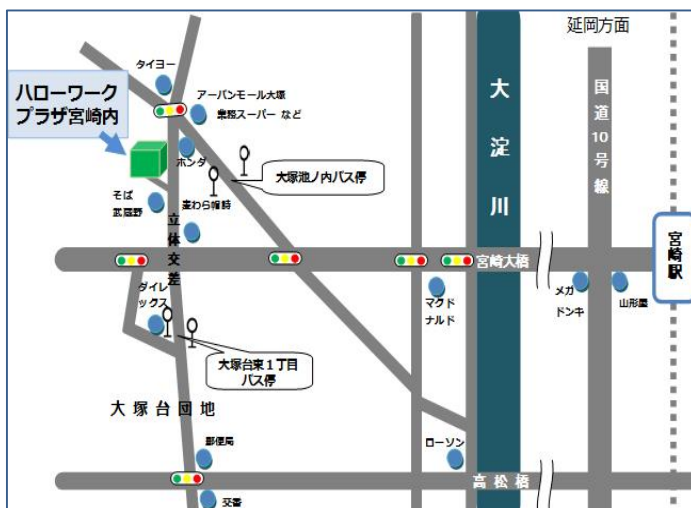 延岡方面
タイヨー
ハローワーク
プラザ宮崎内
アーバンモール大塚
業務スーパー など
大淀川
国道10号線
ホンダ
大塚池ノ内バス停
そば
武蔵野
麦わら帽時
立体交差
宮崎大橋
宮崎駅
ダイレ
ックス
マクド
ナルド
メガ
ドンキ
山形屋
大塚台東1丁目
バス停
大塚台団地
郵便局
ローソン
高松橋
交番